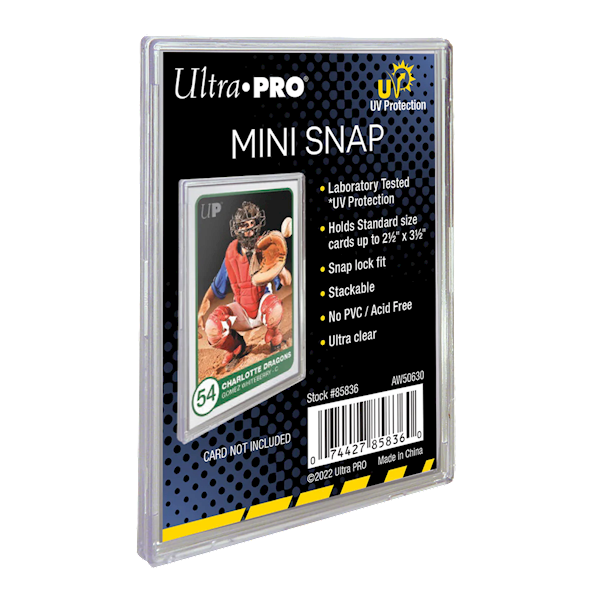 Ultra•PRO®
UV
UV Protection
MINI SNAP
• Laboratory Tested
*UV Protection
• Holds Standard size
cards up to 2½" x 3½"
• Snap lock fit
• Stackable
• No PVC / Acid Free
• Ultra clear
UP
54
CHARLOTTE DRAGONS
GOMEZ WHITEBERRY - C
CARD NOT INCLUDED
Stock #85836
AW50630
0 74427 85836 0
©2022 Ultra PRO
Made in China